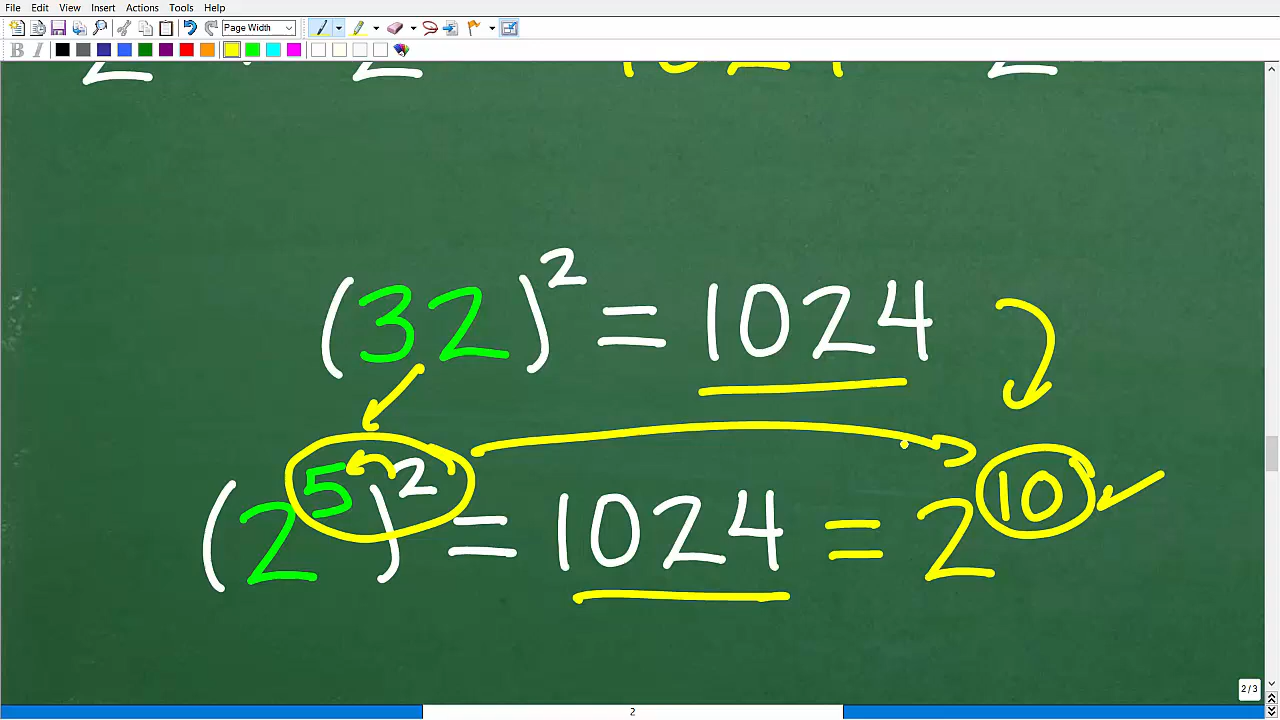 File Edit View Insert Actions Tools Help
Page Width
B I
(32)² = 1024
(2⁵)² = 1024 = 2¹⁰
2/3
2